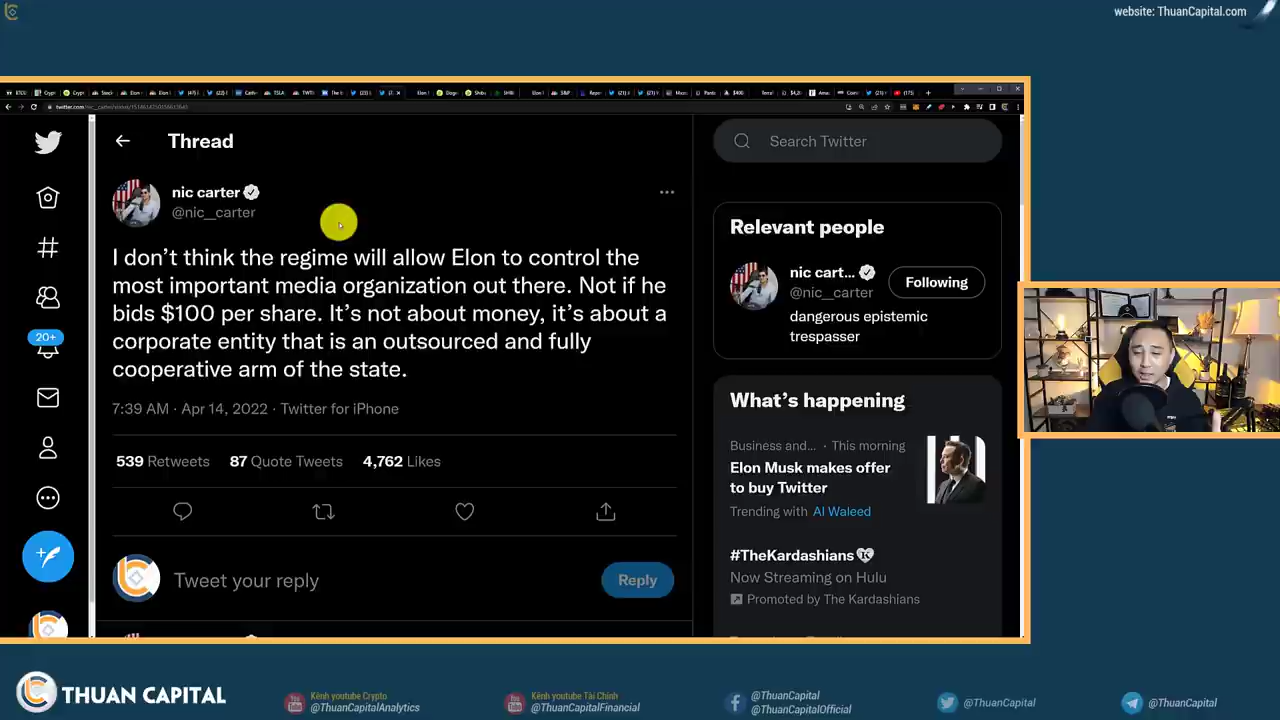 website: ThuanCapital.com
Thread
Search Twitter
nic carter
@nic__carter
I don’t think the regime will allow Elon to control the
most important media organization out there. Not if he
bids $100 per share. It’s not about money, it’s about a
corporate entity that is an outsourced and fully
cooperative arm of the state.
7:39 AM · Apr 14, 2022 · Twitter for iPhone
539 Retweets 87 Quote Tweets 4,762 Likes
Tweet your reply
Reply
20+
Relevant people
nic cart...
@nic__carter
Following
dangerous epistemic
trespasser
What’s happening
Business and... · This morning
Elon Musk makes offer
to buy Twitter
Trending with Al Waleed
#TheKardashians
Now Streaming on Hulu
Promoted by The Kardashians
THUAN CAPITAL
Kênh youtube Crypto
@ThuanCapitalAnalytics
Kênh youtube Tài Chính
@ThuanCapitalFinancial
@ThuanCapital
@ThuanCapitalOfficial
@ThuanCapital
@ThuanCapital